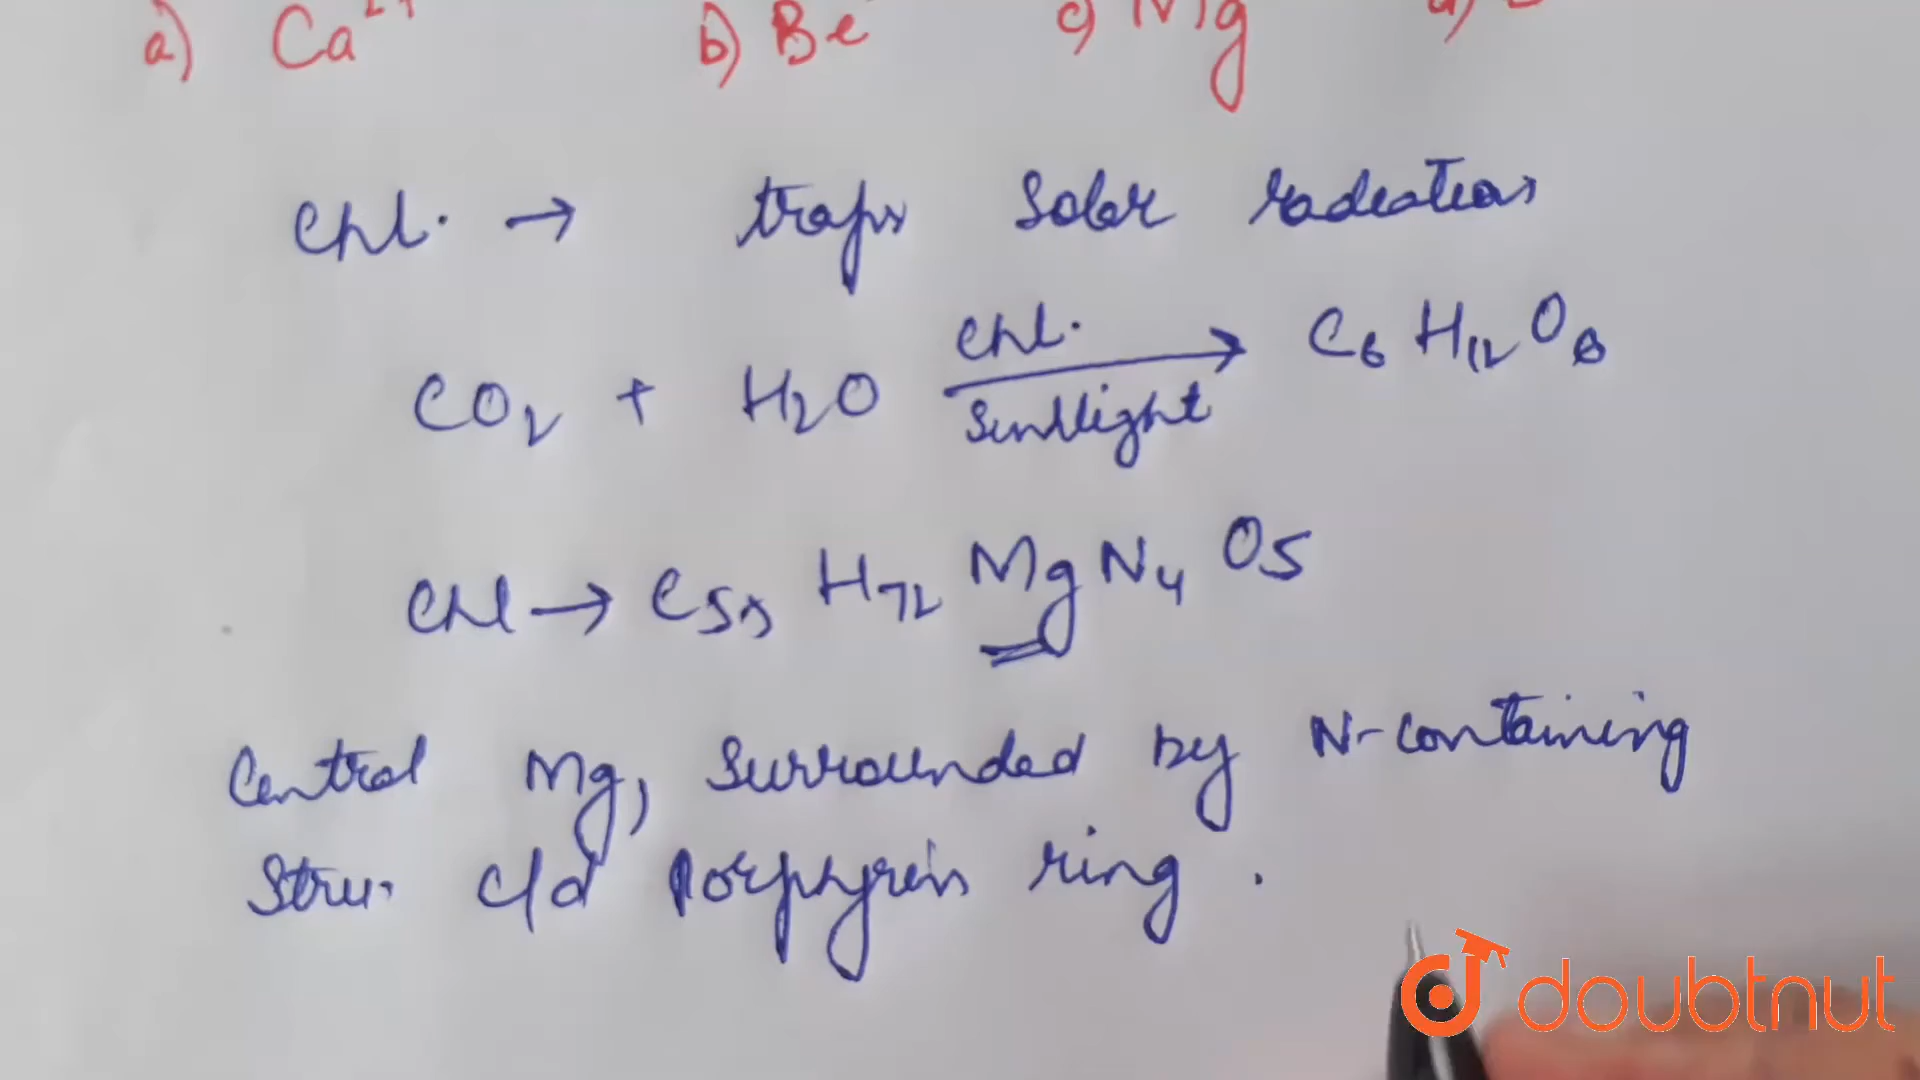 a) Ca²⁺ b) Be c) Mg d)
Chl. → traps Solar radiations
CO₂ + H₂O Chl. Sunlight → C₆ H₁₂ O₆
Chl → C₅₅ H₇₂ Mg N₄ O₅
Central Mg, Surrounded by N-containing
Stru. c/d Porphyrin ring.
doubtnut